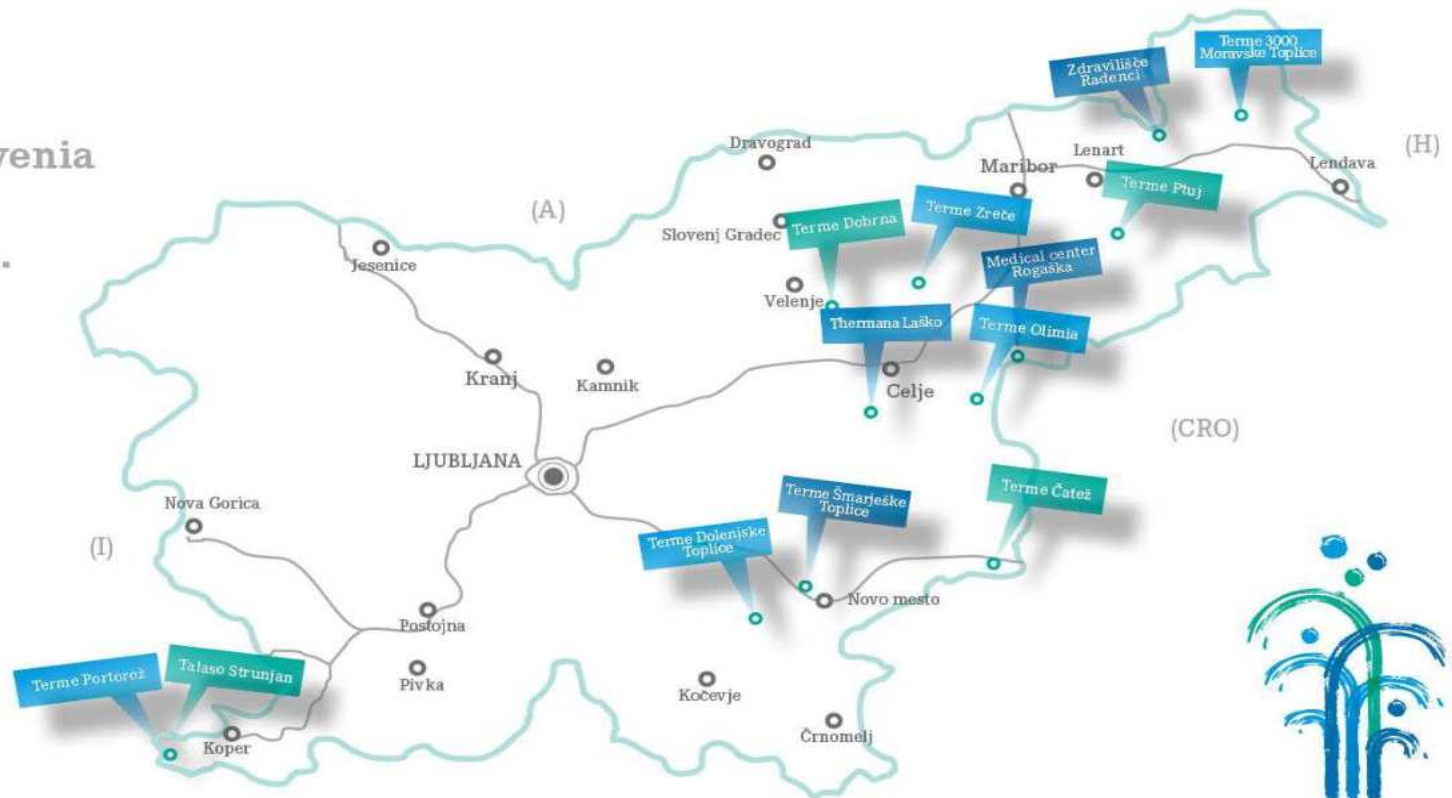 Terme 3000
Moravske Toplice
Zdravilišče
Radenci
venia
Dravograd
Maribor
Lenart
(H)
Lendava
Terme Ptuj
(A)
Slovenj Gradec
Terme Dobrna
Terme Zreče
Jesenice
Medical center
Rogaška
Velenje
Thermana Laško
Terme Olimia
Kranj
Kamnik
Celje
(CRO)
LJUBLJANA
Nova Gorica
Terme Šmarješke
Toplice
Terme Čatež
(I)
Terme Dolenjske
Toplice
Novo mesto
Postojna
Terme Portorož
Talaso Strunjan
Pivka
Kočevje
Koper
Črnomelj